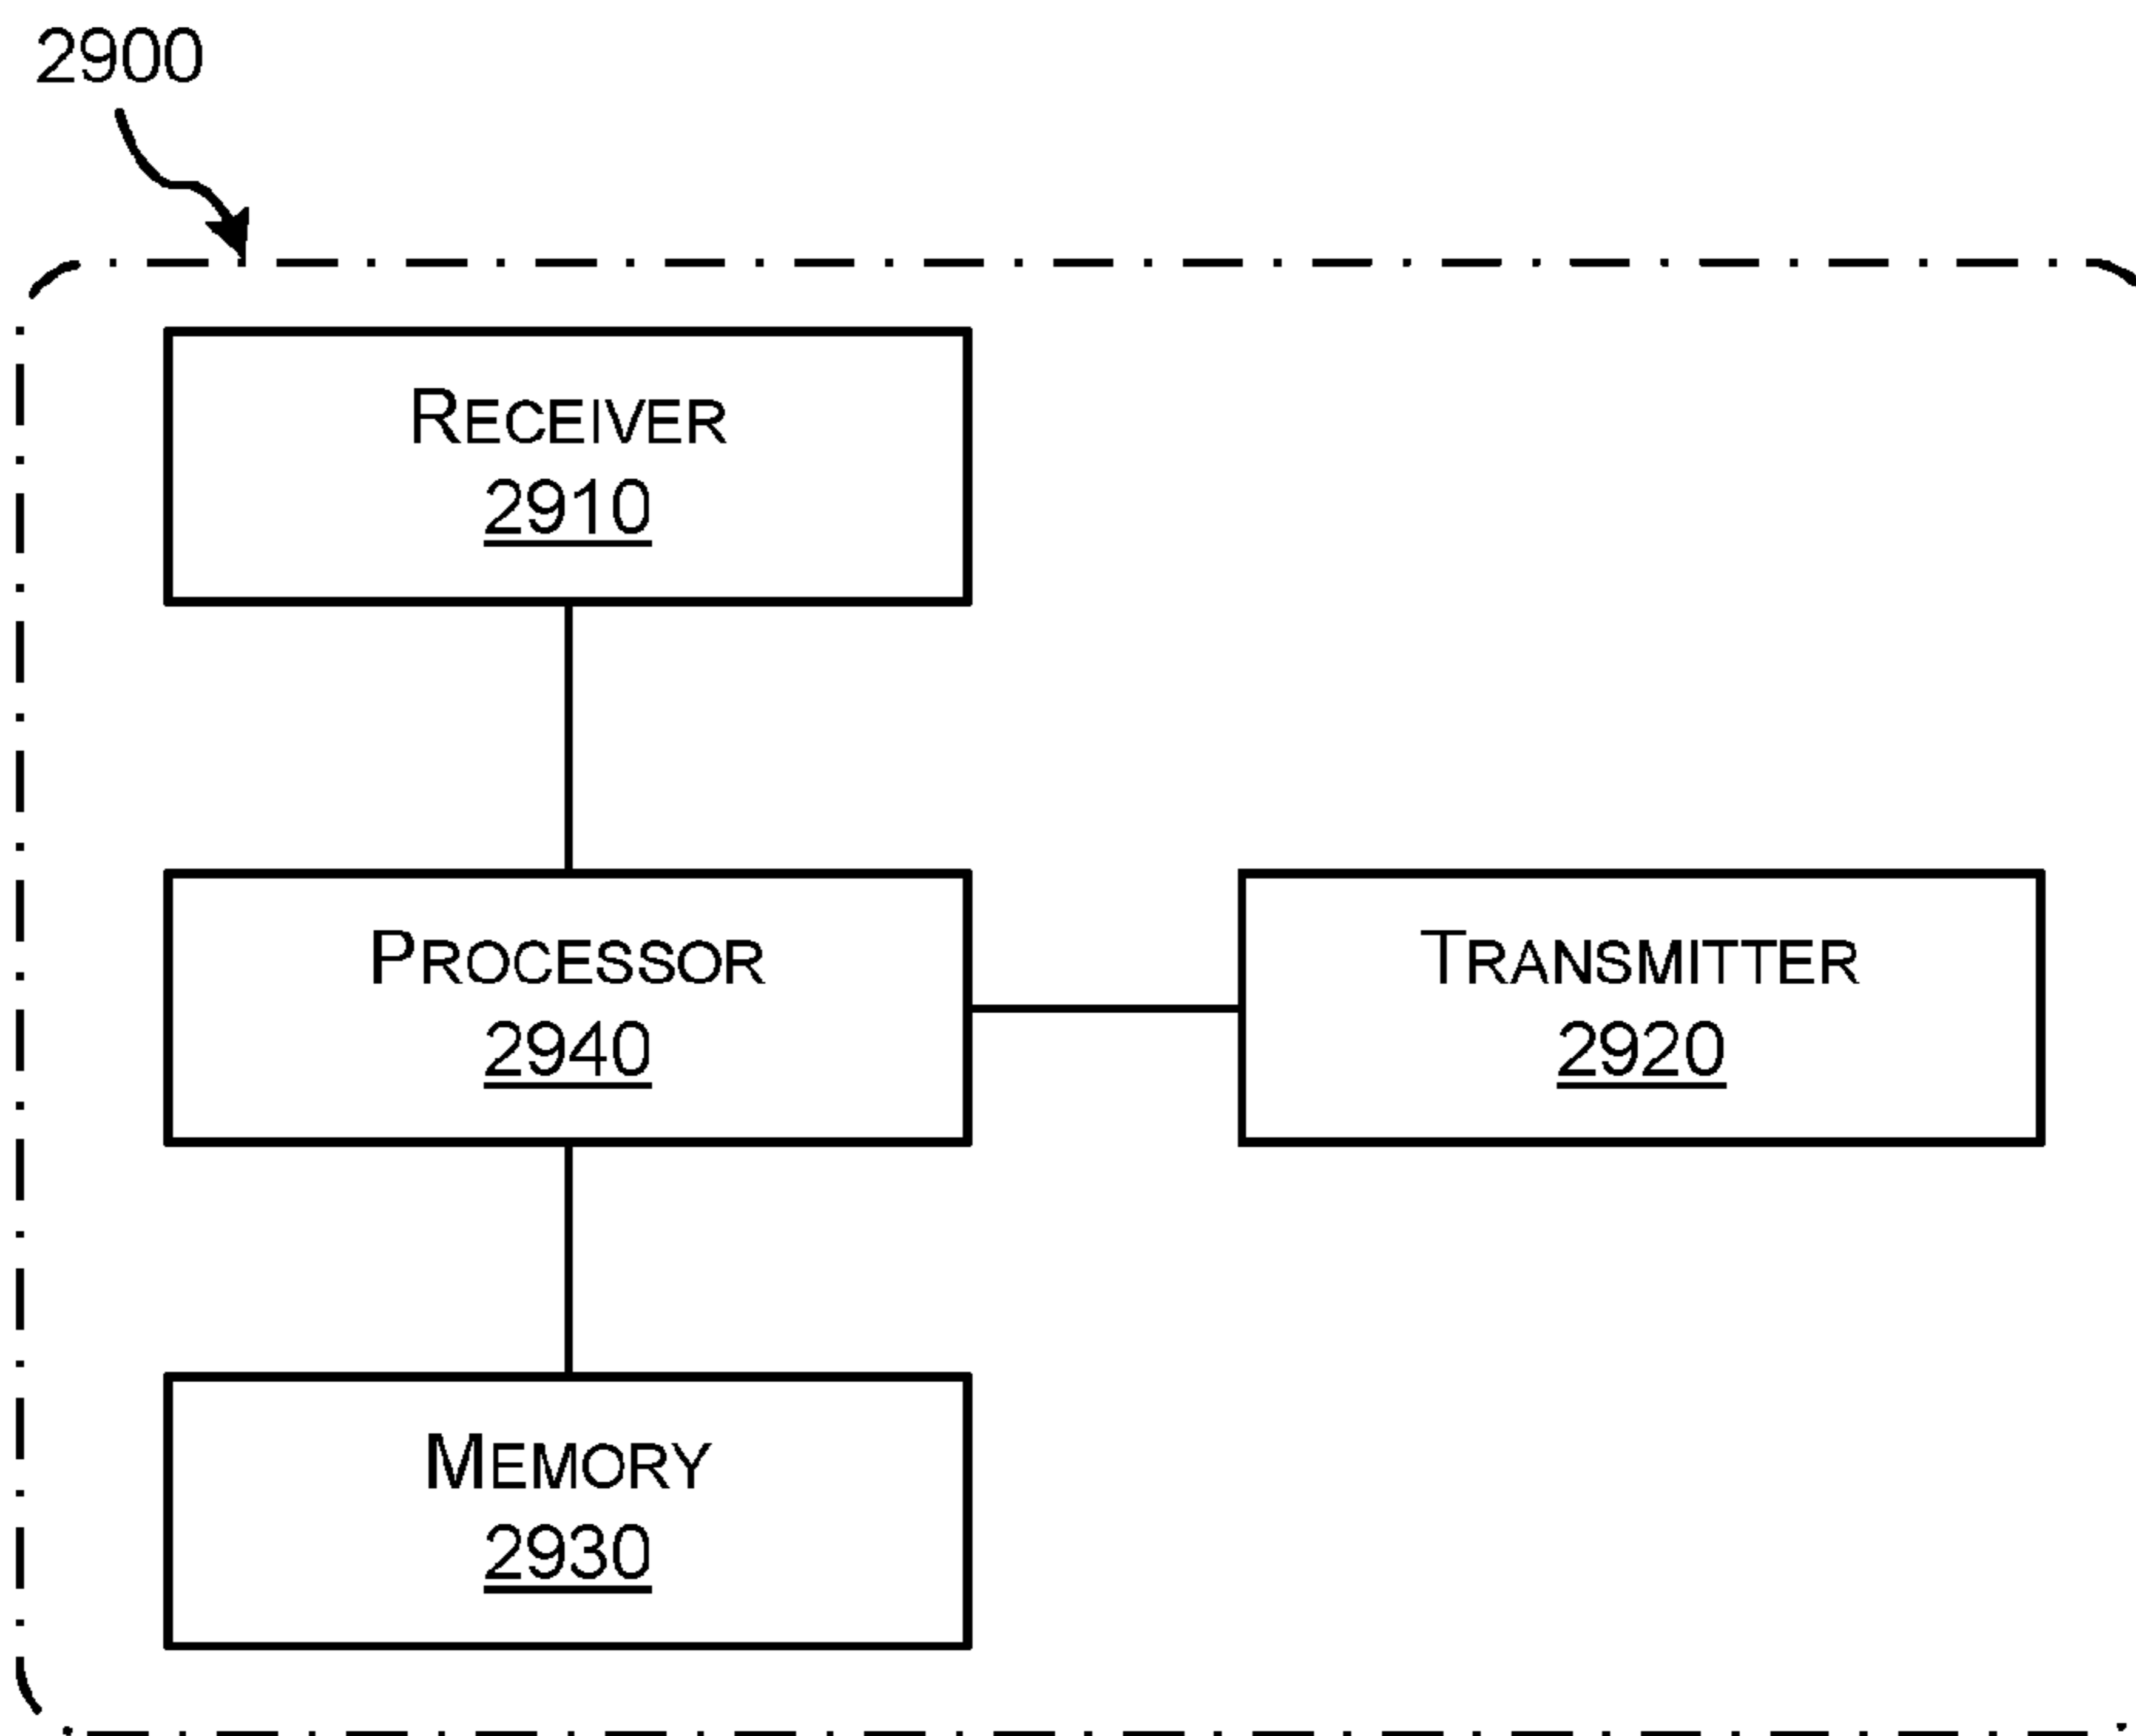 2900
RECEIVER
2910
PROCESSOR
2940
TRANSMITTER
2920
MEMORY
2930